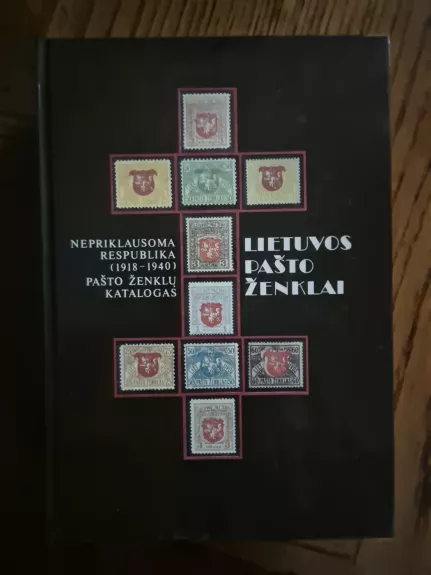 NEPRIKLAUSOMA
RESPUBLIKA
(1918-1940)
PAŠTO ŽENKLŲ
KATALOGAS
LIETUVOS
PAŠTO
ŽENKLAI